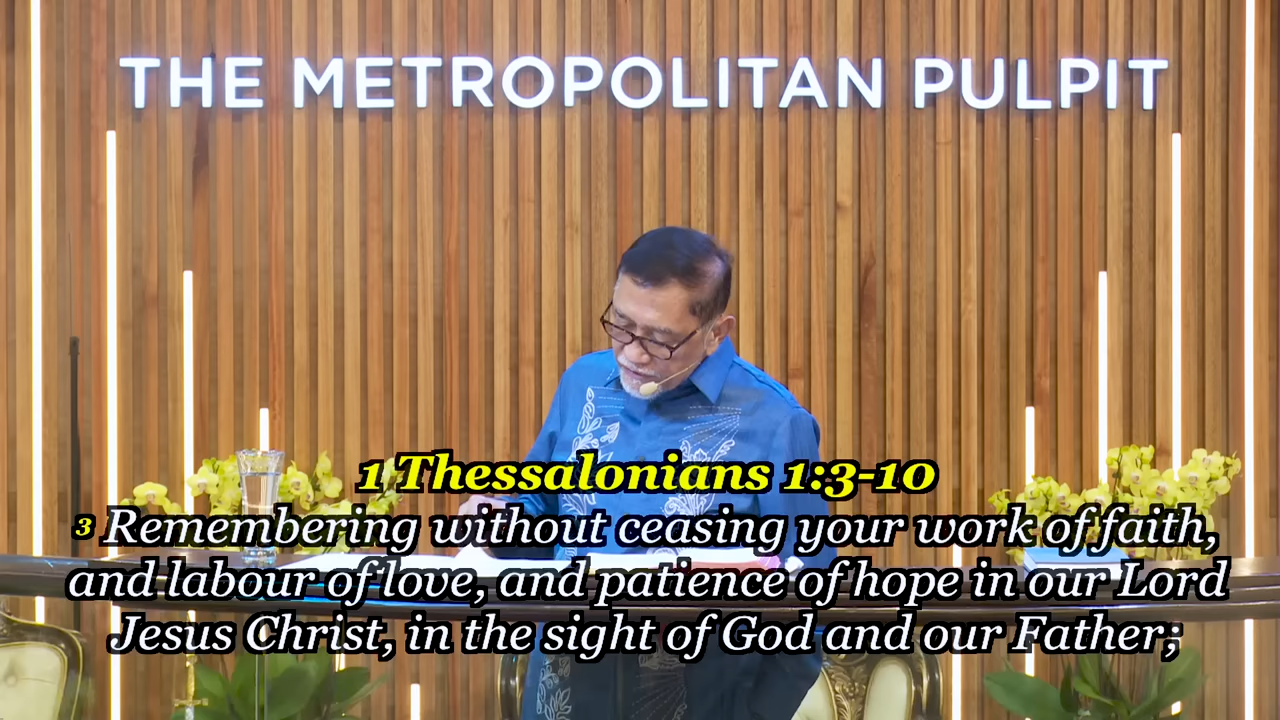 THE METROPOLITAN PULPIT
1 Thessalonians 1:3-10
3 Remembering without ceasing your work of faith,
and labour of love, and patience of hope in our Lord
Jesus Christ, in the sight of God and our Father;